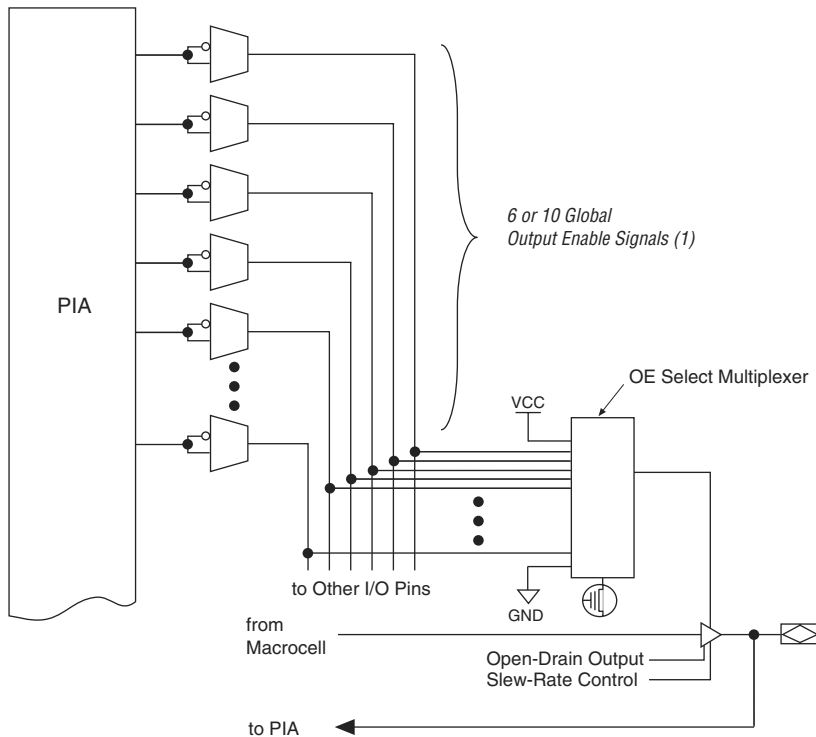 PIA
6 or 10 Global
Output Enable Signals (1)
OE Select Multiplexer
VCC
to Other I/O Pins
GND
from
Macrocell
Open-Drain Output
Slew-Rate Control
to PIA